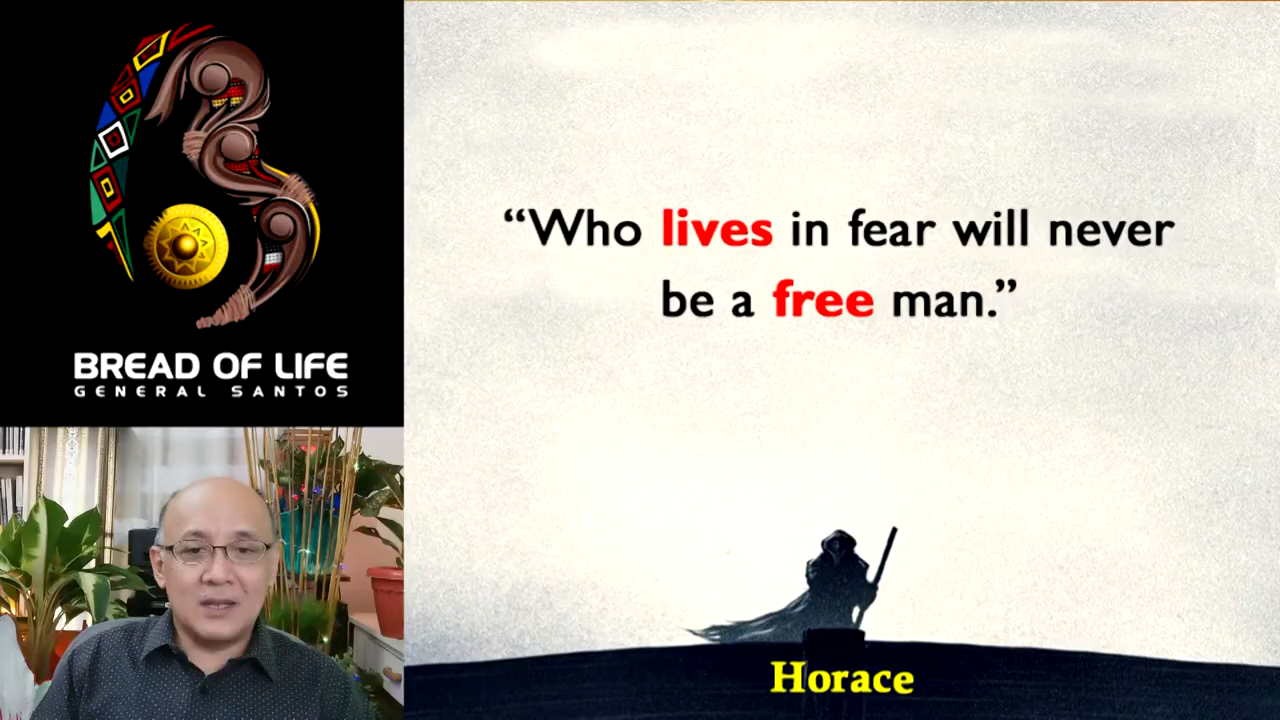 BREAD OF LIFE
GENERAL SANTOS
“Who lives in fear will never
be a free man.”
Horace